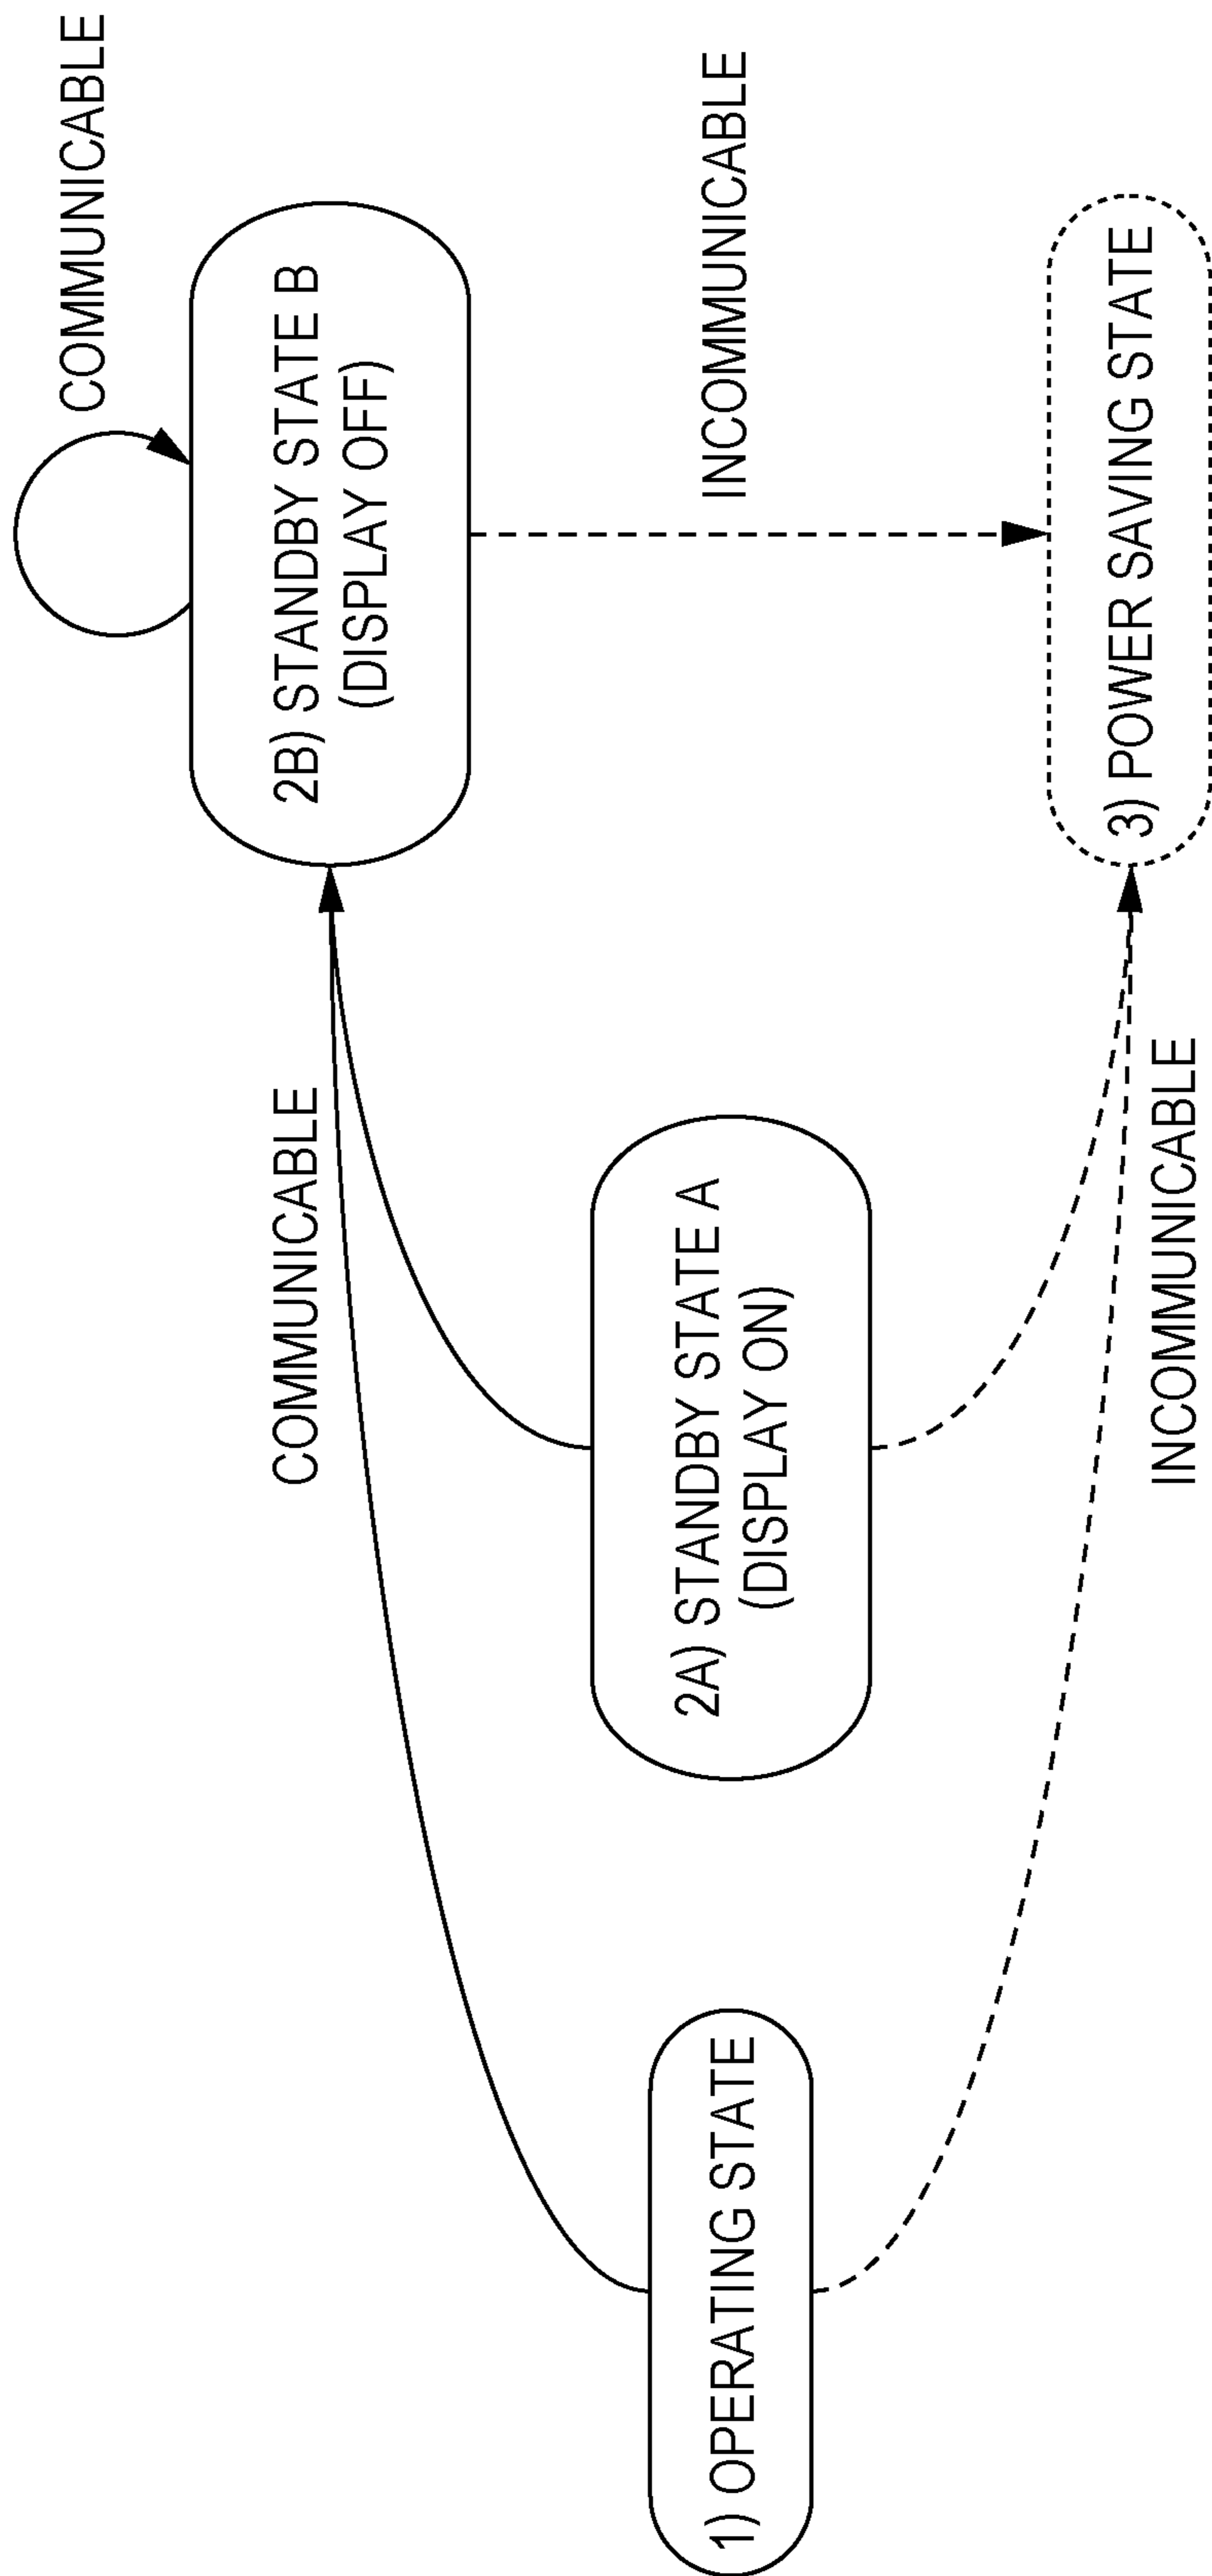 COMMUNICABLE
2B) STANDBY STATE B
(DISPLAY OFF)
COMMUNICABLE
INCOMMUNICABLE
2A) STANDBY STATE A
(DISPLAY ON)
1) OPERATING STATE
3) POWER SAVING STATE
INCOMMUNICABLE